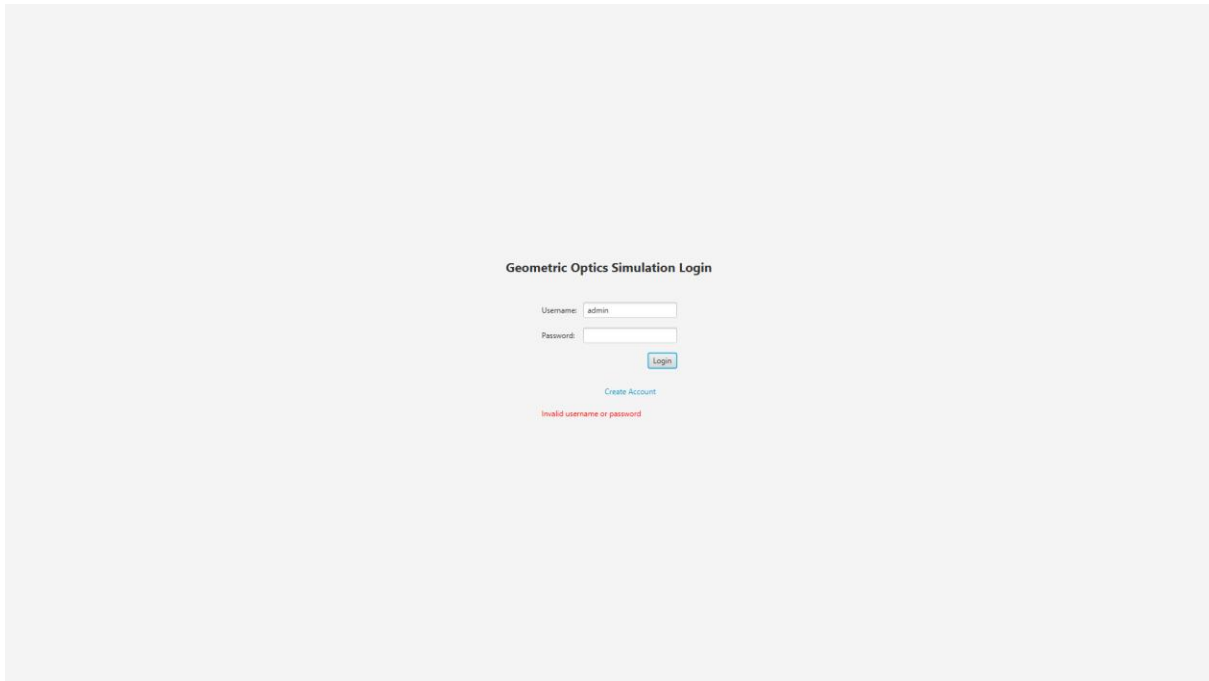 Geometric Optics Simulation Login
Username: admin
Password:
Login
Create Account
Invalid username or password